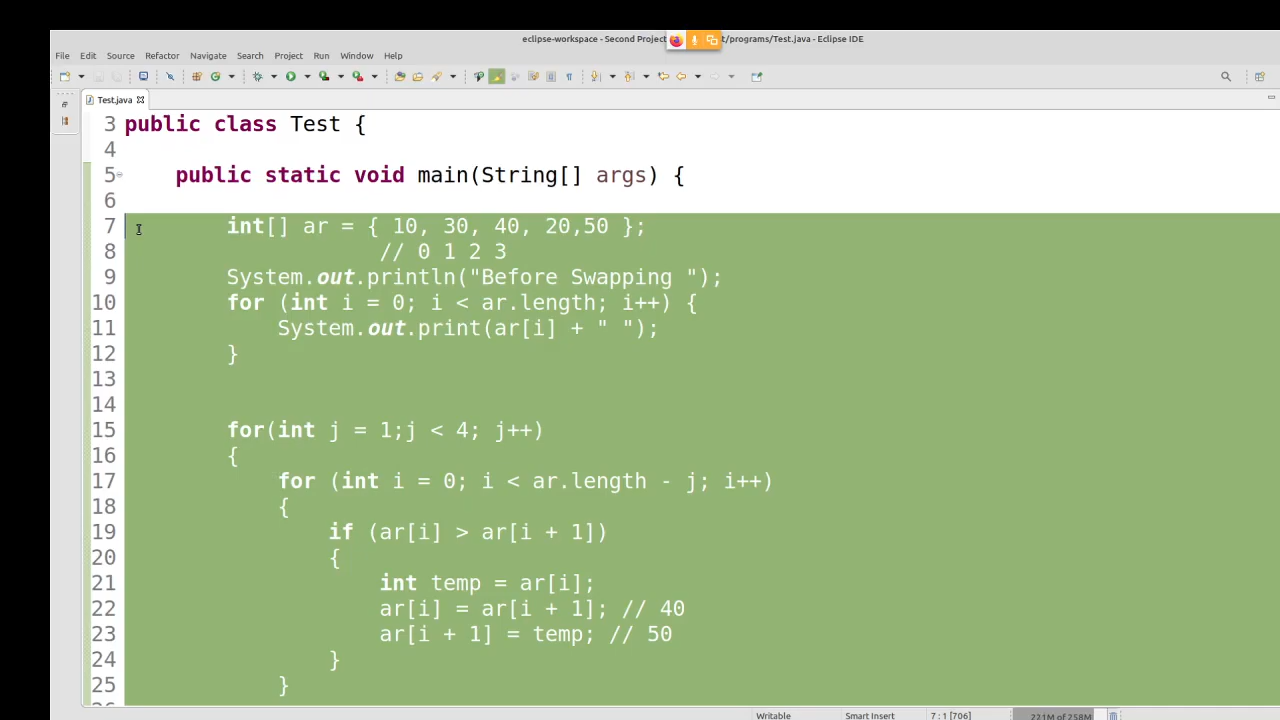 eclipse-workspace - Second Project t/programs/Test.java - Eclipse IDE
File Edit Source Refactor Navigate Search Project Run Window Help
Test.java
3 public class Test {
4
5 public static void main(String[] args) {
6
7 int[] ar = { 10, 30, 40, 20,50 };
8 // 0 1 2 3
9 System.out.println("Before Swapping ");
10 for (int i = 0; i < ar.length; i++) {
11 System.out.print(ar[i] + " ");
12 }
13
14
15 for(int j = 1;j < 4; j++)
16 {
17 for (int i = 0; i < ar.length - j; i++)
18 {
19 if (ar[i] > ar[i + 1])
20 {
21 int temp = ar[i];
22 ar[i] = ar[i + 1]; // 40
23 ar[i + 1] = temp; // 50
24 }
25 }
Writable Smart Insert 7 : 1 [706] 221M of 258M